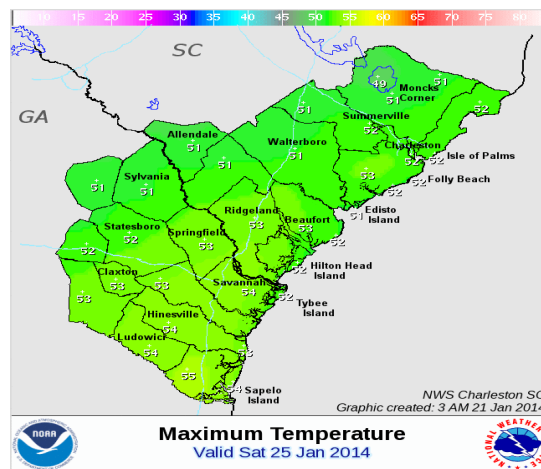 10 15 20 25 30 35 40 45 50 55 60 65 70 75 80
SC
GA
49
51
Moncks
51 Corner
51
52
Summerville
52
Allendale
51
Walterboro
51
51
Charleston
52
52
Isle of Palms
53
52
Folly Beach
52
Sylvania
51
51
Edisto
51
Island
Ridgeland
53
Beaufort
53
52
Statesboro
52
Springfield
53
52
Hilton Head
52
Island
Claxton
53
53
53
Savannah
54
52
Tybee
Island
Hinesville
54
Ludowici
54
53
55
54 Sapelo
Island
NWS Charleston SC
Graphic created: 3 AM 21 Jan 2014
Maximum Temperature
Valid Sat 25 Jan 2014
NOAA
NATIONAL WEATHER